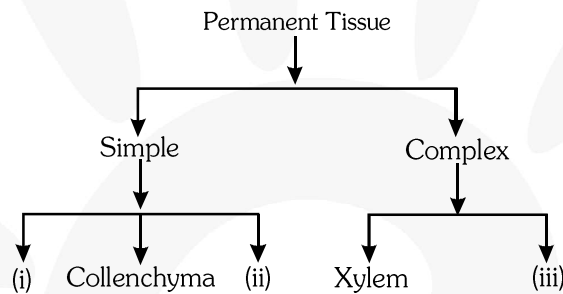 Permanent Tissue
Simple Complex
(i) Collenchyma (ii) Xylem (iii)